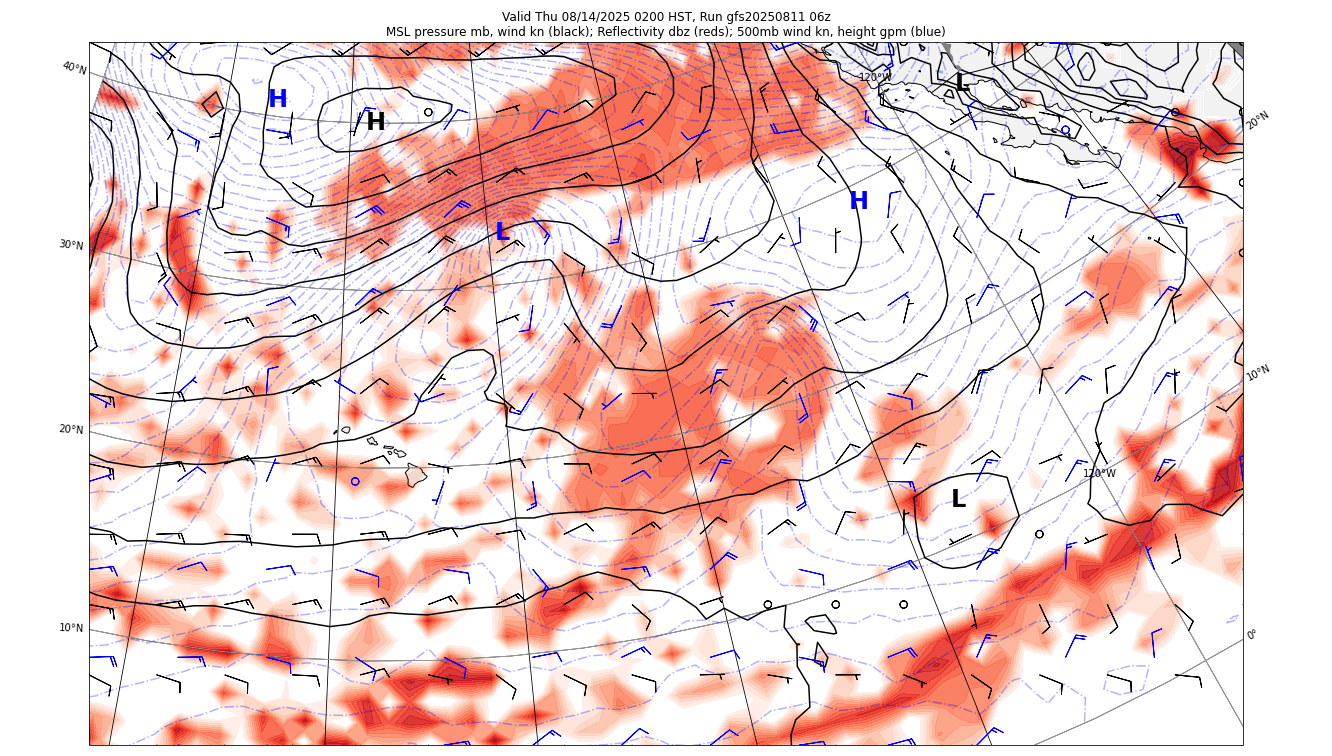 Valid Thu 08/14/2025 0200 HST, Run gfs20250811 06z
MSL pressure mb, wind kn (black); Reflectivity dbz (reds); 500mb wind kn, height gpm (blue)
40°N
120°W
L
H
H
20°N
H
L
30°N
10°N
20°N
120°W
L
10°N
0°